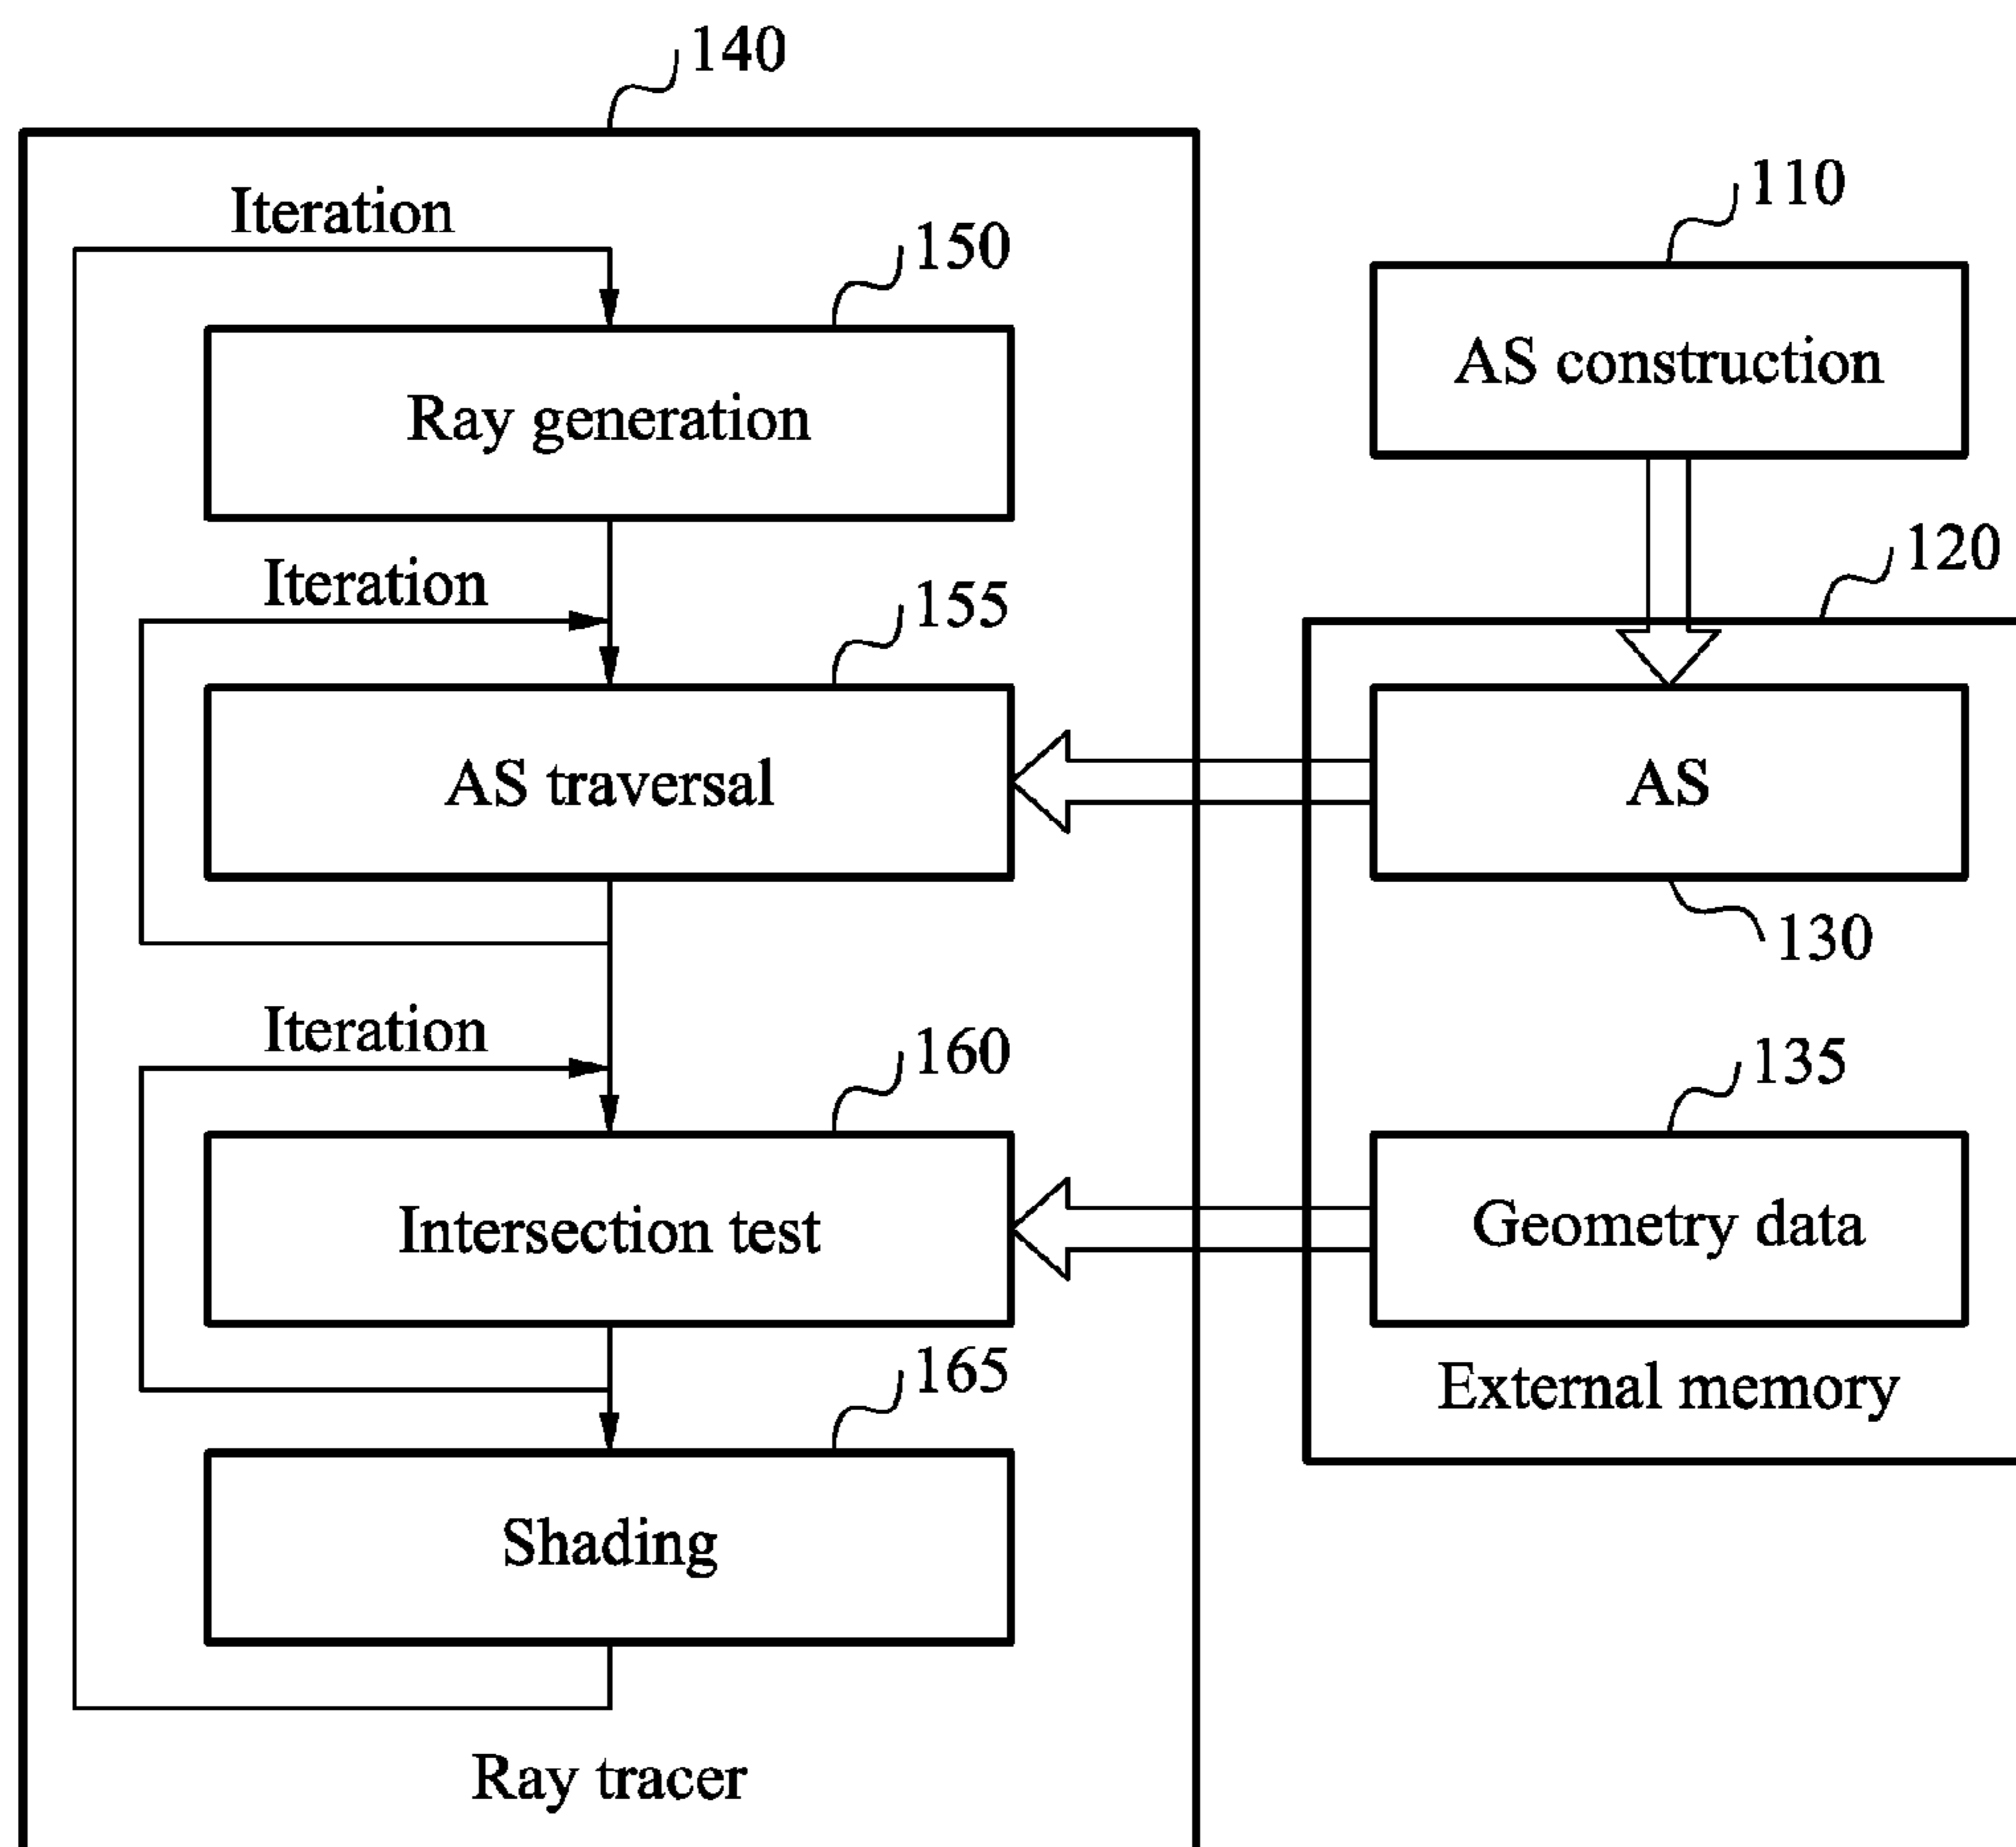 140
Iteration
150
Ray generation
Iteration
155
AS traversal
Iteration
160
Intersection test
165
Shading
Ray tracer
110
AS construction
120
AS
130
135
Geometry data
External memory